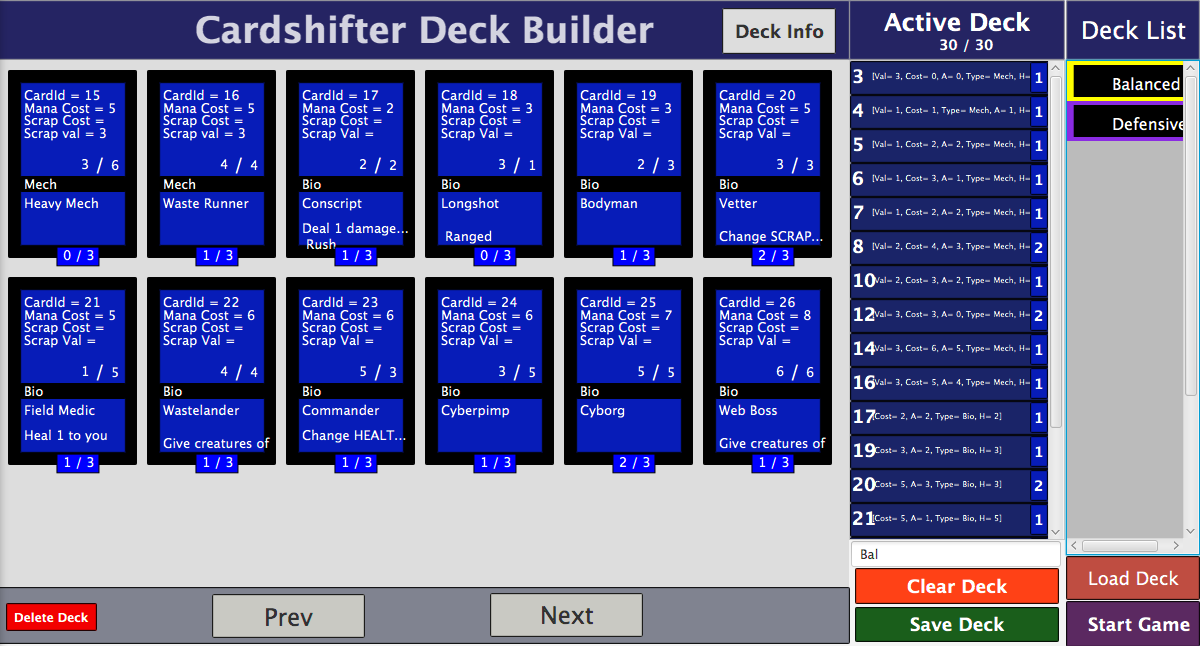 Cardshifter Deck Builder
Deck Info
Active Deck
30 / 30
Deck List
CardId = 15
Mana Cost = 5
Scrap Cost =
Scrap val = 3
3 / 6
Mech
Heavy Mech
0 / 3
CardId = 16
Mana Cost = 5
Scrap Cost =
Scrap val = 3
4 / 4
Mech
Waste Runner
1 / 3
CardId = 17
Mana Cost = 2
Scrap Cost =
Scrap Val =
2 / 2
Bio
Conscript
Deal 1 damage...
Rush
1 / 3
CardId = 18
Mana Cost = 3
Scrap Cost =
Scrap Val =
3 / 1
Bio
Longshot
Ranged
0 / 3
CardId = 19
Mana Cost = 3
Scrap Cost =
Scrap Val =
2 / 3
Bio
Bodyman
1 / 3
CardId = 20
Mana Cost = 5
Scrap Cost =
Scrap Val =
3 / 3
Bio
Vetter
Change SCRAP...
2 / 3
CardId = 21
Mana Cost = 5
Scrap Cost =
Scrap Val =
1 / 5
Bio
Field Medic
Heal 1 to you
1 / 3
CardId = 22
Mana Cost = 6
Scrap Cost =
Scrap Val =
4 / 4
Bio
Wastelander
Give creatures of
1 / 3
CardId = 23
Mana Cost = 6
Scrap Cost =
Scrap Val =
5 / 3
Bio
Commander
Change HEALT...
1 / 3
CardId = 24
Mana Cost = 6
Scrap Cost =
Scrap Val =
3 / 5
Bio
Cyberpimp
1 / 3
CardId = 25
Mana Cost = 7
Scrap Cost =
Scrap Val =
5 / 5
Bio
Cyborg
2 / 3
CardId = 26
Mana Cost = 8
Scrap Cost =
Scrap Val =
6 / 6
Bio
Web Boss
Give creatures of
1 / 3
3 [Val= 3, Cost= 0, A= 0, Type= Mech, H= 1
4 [Val= 1, Cost= 1, Type= Mech, A= 1, H= 1
5 [Val= 1, Cost= 2, A= 2, Type= Mech, H= 1
6 [Val= 1, Cost= 3, A= 1, Type= Mech, H= 1
7 [Val= 1, Cost= 2, A= 2, Type= Mech, H= 1
8 [Val= 2, Cost= 4, A= 3, Type= Mech, H= 2
10 Val= 2, Cost= 3, A= 2, Type= Mech, H= 1
12 Val= 3, Cost= 3, A= 0, Type= Mech, H= 2
14 Val= 3, Cost= 6, A= 5, Type= Mech, H= 1
16 Val= 3, Cost= 5, A= 4, Type= Mech, H= 1
17 [Cost= 2, A= 2, Type= Bio, H= 2] 1
19 [Cost= 3, A= 2, Type= Bio, H= 3] 1
20 [Cost= 5, A= 3, Type= Bio, H= 3] 2
21 [Cost= 5, A= 1, Type= Bio, H= 5] 1
Balanced
Defensive
Bal
Clear Deck
Save Deck
Load Deck
Start Game
Delete Deck
Prev
Next